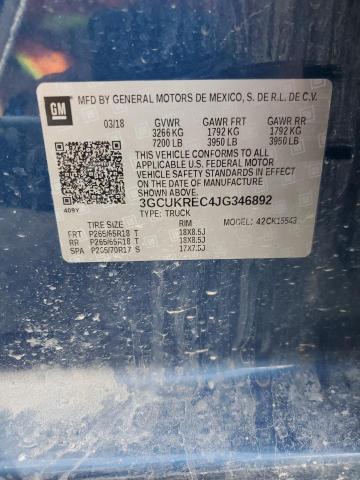 GM
MFD BY GENERAL MOTORS DE MEXICO, S. DE R.L. DE C.V.
03/18 GVWR GAWR FRT GAWR RR
3266 KG 1792 KG 1792 KG
7200 LB 3950 LB 3950 LB
THIS VEHICLE CONFORMS TO ALL
APPLICABLE U.S. FEDERAL MOTOR
VEHICLE SAFETY STANDARDS IN
EFFECT ON THE DATE OF
MANUFACTURE SHOWN ABOVE.
3GCUKREC4JG346892
409Y TYPE: TRUCK
TIRE SIZE RIM MODEL: 42CK15543
FRT P265/65R18 T 18X8.5J
RR P265/65R18 T 18X8.5J
SPA P265/70R17 S 17X7.5J